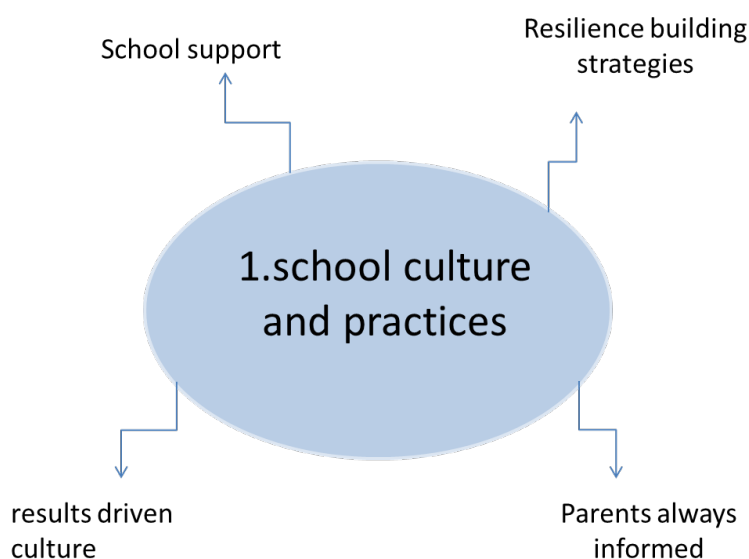 School support
Resilience building
strategies
1.school culture
and practices
results driven
culture
Parents always
informed